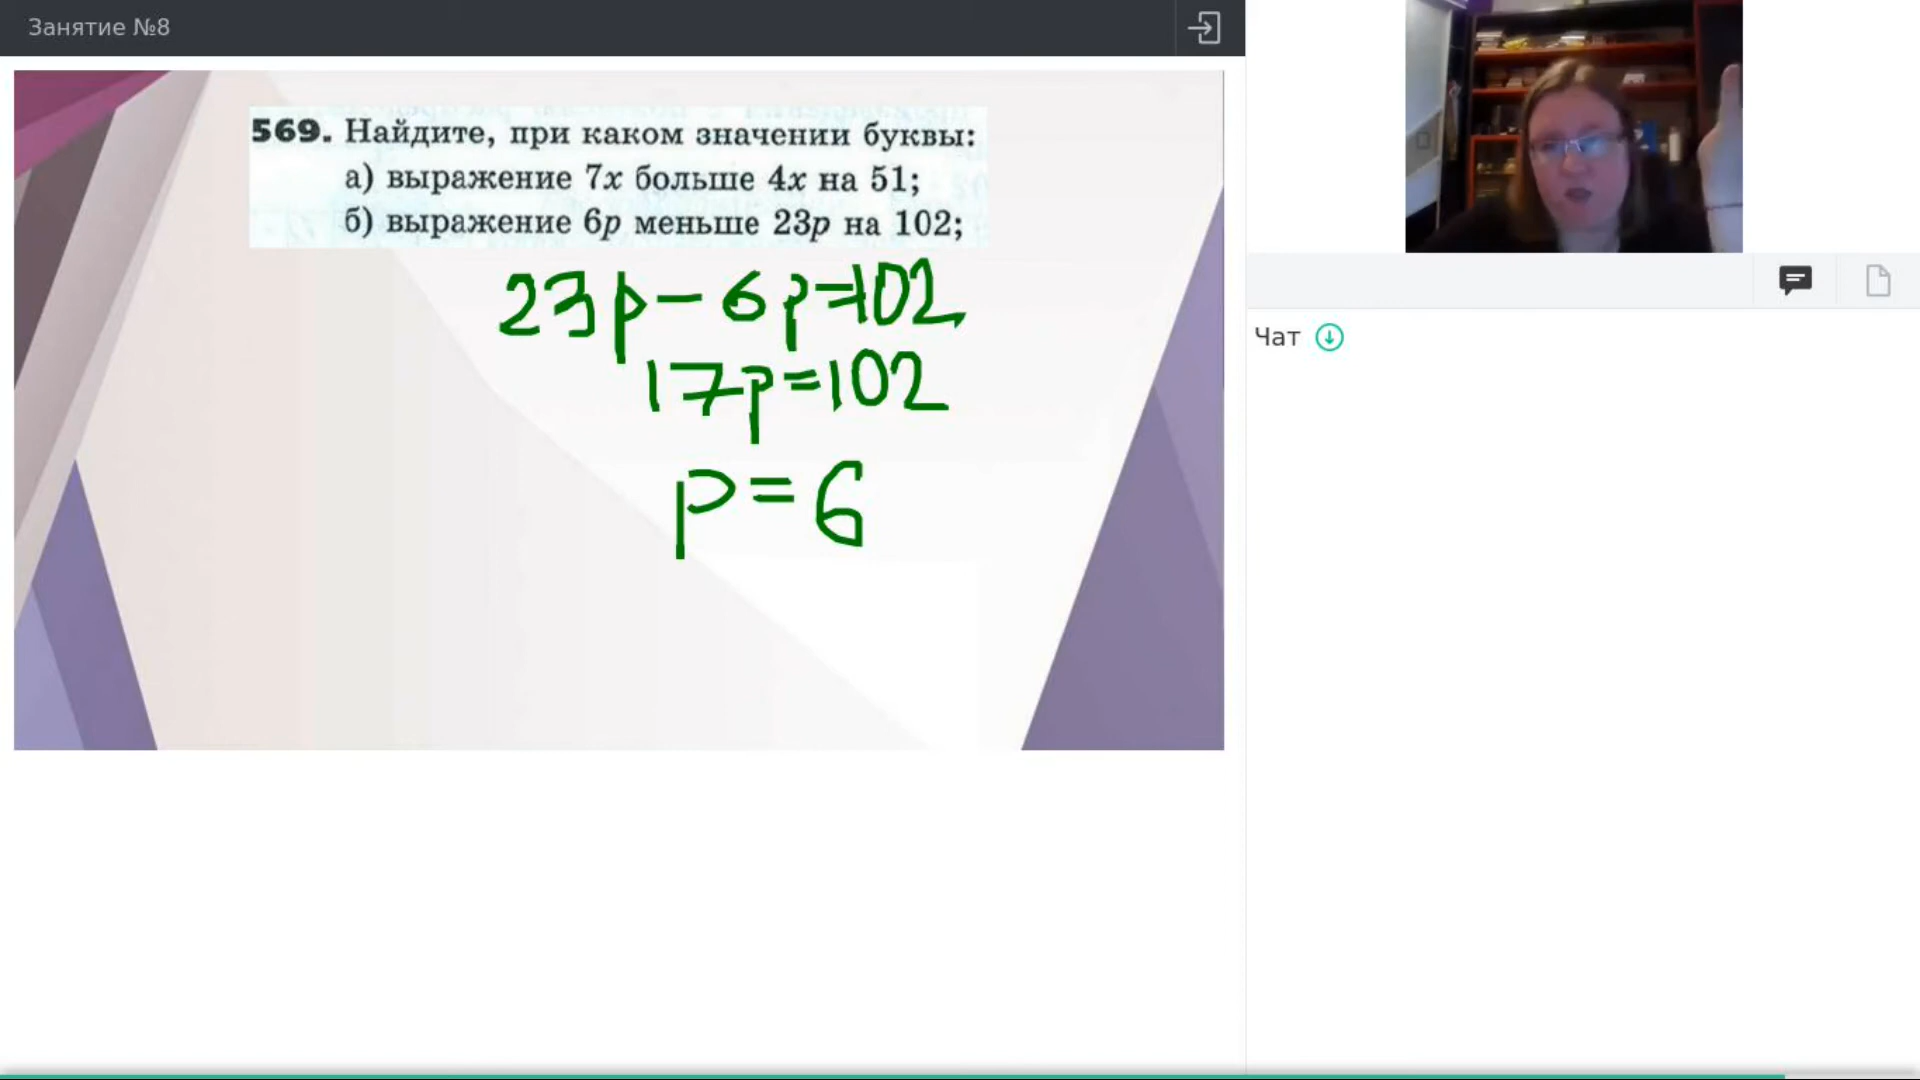 Занятие №8
569. Найдите, при каком значении буквы:
а) выражение 7x больше 4x на 51;
б) выражение 6p меньше 23p на 102;
23p - 6p = 102
17p = 102
p = 6
Чат